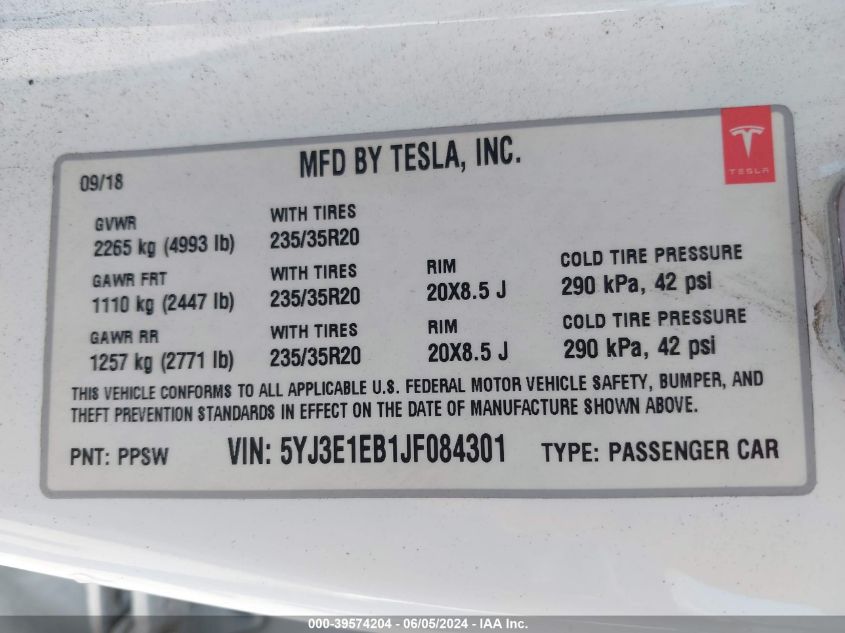 MFD BY TESLA, INC.
TESLA
09/18
GVWR WITH TIRES
2265 kg (4993 lb) 235/35R20
GAWR FRT WITH TIRES RIM COLD TIRE PRESSURE
1110 kg (2447 lb) 235/35R20 20X8.5 J 290 kPa, 42 psi
GAWR RR WITH TIRES RIM COLD TIRE PRESSURE
1257 kg (2771 lb) 235/35R20 20X8.5 J 290 kPa, 42 psi
THIS VEHICLE CONFORMS TO ALL APPLICABLE U.S. FEDERAL MOTOR VEHICLE SAFETY, BUMPER, AND
THEFT PREVENTION STANDARDS IN EFFECT ON THE DATE OF MANUFACTURE SHOWN ABOVE.
PNT: PPSW VIN: 5YJ3E1EB1JF084301 TYPE: PASSENGER CAR
000-39574204 - 06/05/2024 - IAA Inc.